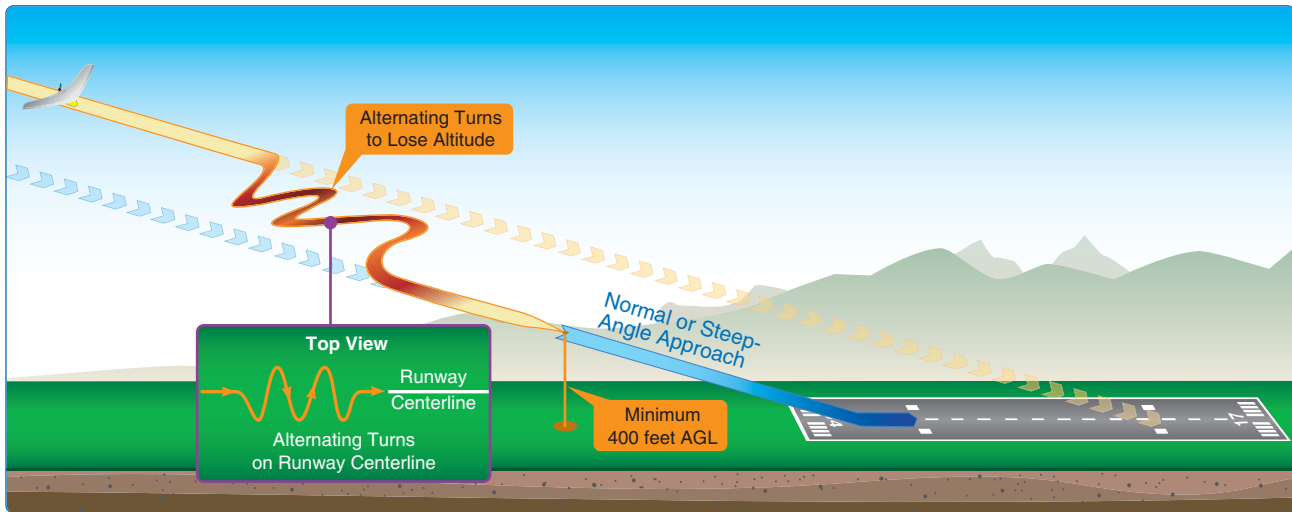 Alternating Turns
to Lose Altitude
Normal or Steep-
Angle Approach
Top View
Runway
Centerline
Alternating Turns
on Runway Centerline
Minimum
400 feet AGL
17